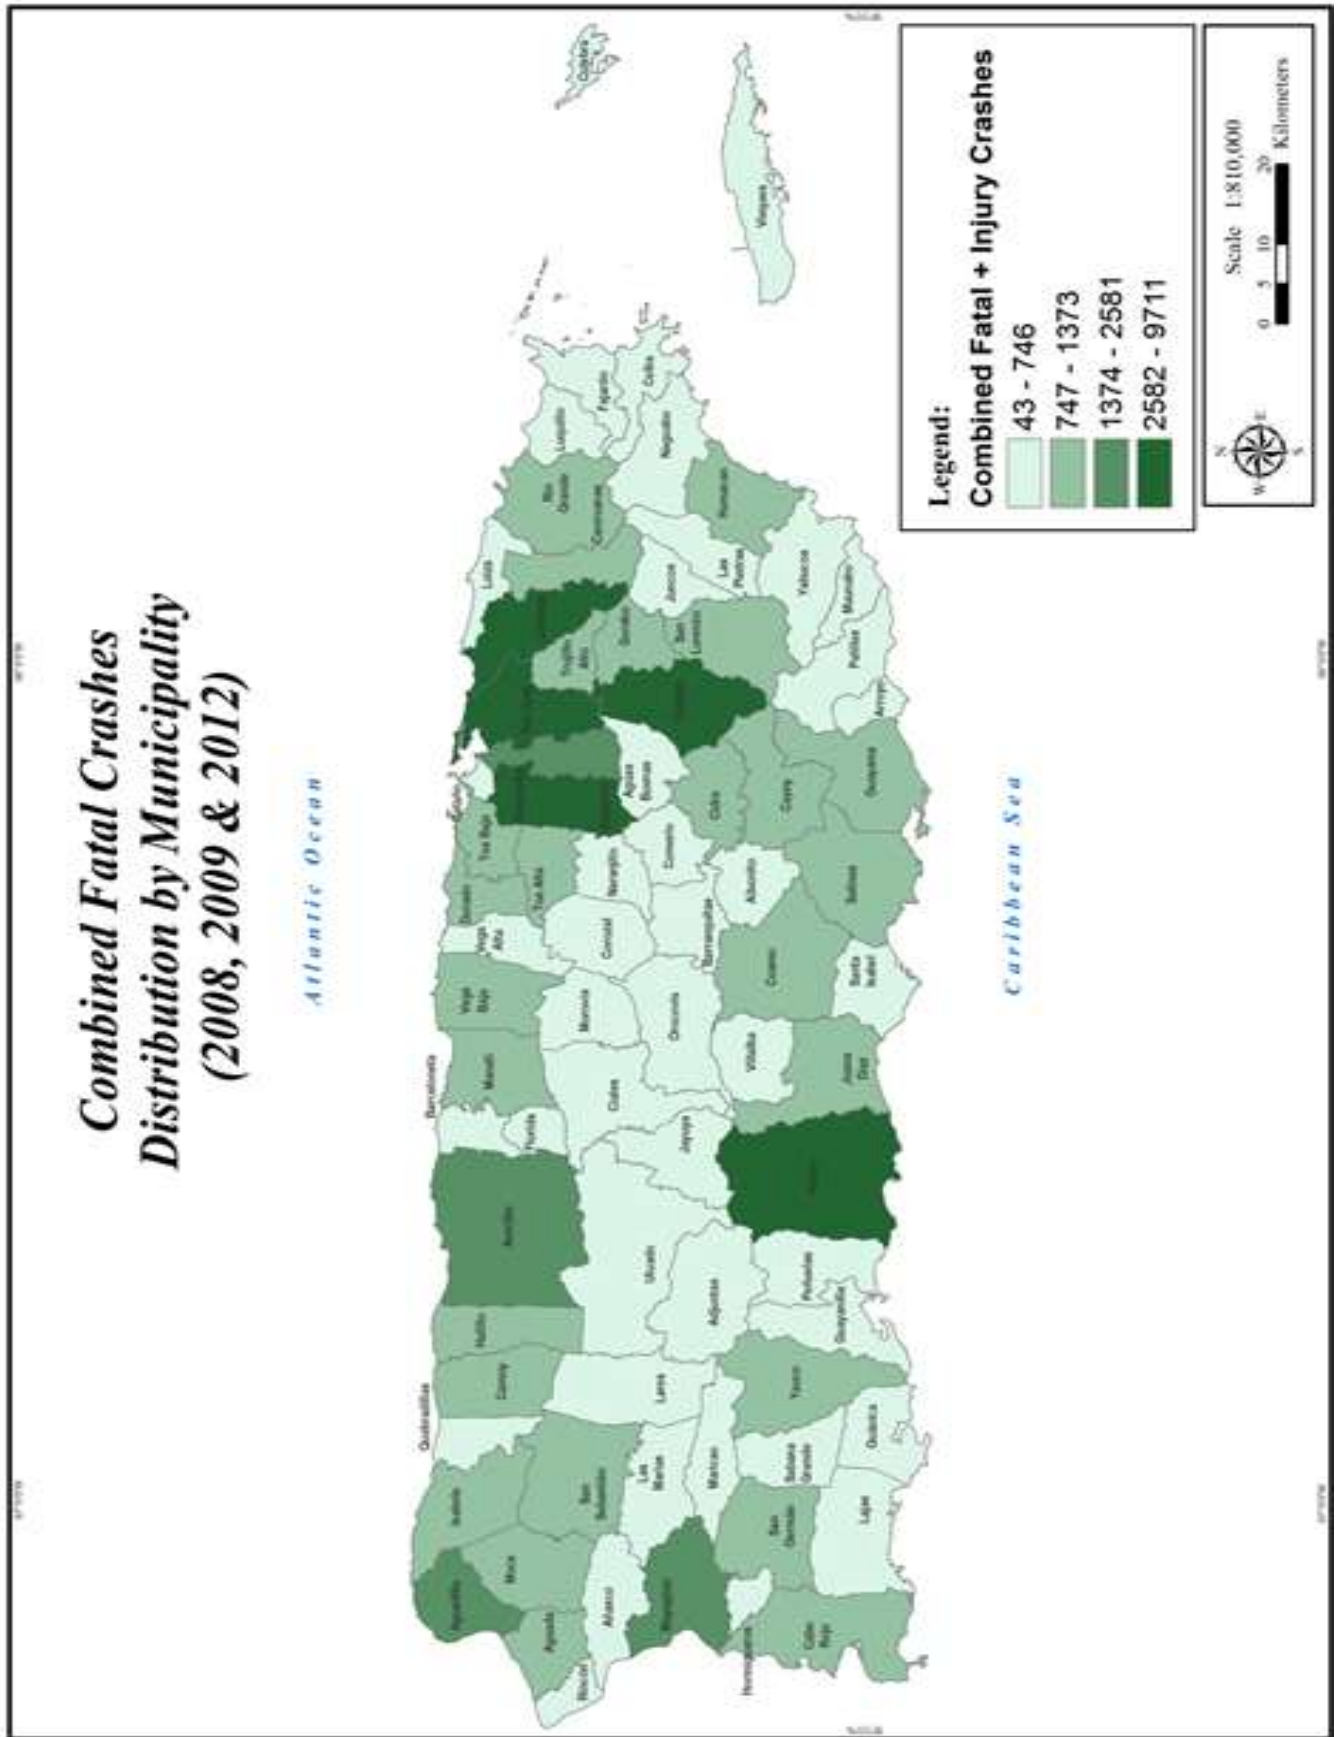 Combined Fatal Crashes
Distribution by Municipality
(2008, 2009 & 2012)
Atlantic Ocean
Quebradillas
Barceloneta
Isabela
Camuy
Hatillo
Arecibo
Manatí
Vega
Baja
Vega
Alta
Dorado
Toa Baja
Loíza
Aguadilla
Moca
Aguada
Rincón
Añasco
San
Sebastián
Lares
Utuado
Florida
Ciales
Morovis
Corozal
Toa Alta
Naranjito
Trujillo
Alto
Canóvanas
Río
Grande
Luquillo
Fajardo
Ceiba
Culebra
Las
Marías
Mayagüez
Maricao
Adjuntas
Jayuya
Orocovis
Barranquitas
Comerío
Aguas
Buenas
Gurabo
Juncos
Naguabo
Hormigueros
San
Germán
Sabana
Grande
Yauco
Peñuelas
Villalba
Coamo
Aibonito
Cidra
Cayey
San
Lorenzo
Las
Piedras
Humacao
Vieques
Cabo
Rojo
Lajas
Guánica
Guayanilla
Juana
Díaz
Santa
Isabel
Salinas
Guayama
Arroyo
Patillas
Maunabo
Yabucoa
Caribbean Sea
Legend:
Combined Fatal + Injury Crashes
43 - 746
747 - 1373
1374 - 2581
2582 - 9711
N
W
E
S
Scale 1:810,000
0 5 10 20
Kilometers